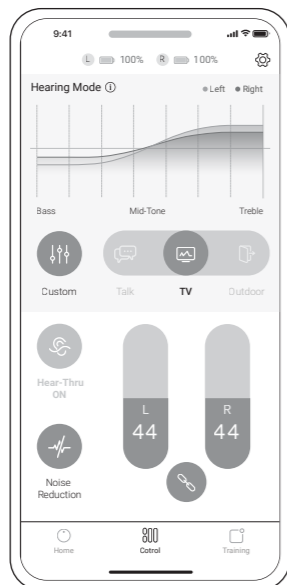 9:41
L 100% R 100%
Hearing Mode
Left Right
Bass Mid-Tone Treble
Custom Talk TV Outdoor
Hear-Thru
ON
L R
44 44
Noise
Reduction
Home Cotrol Training